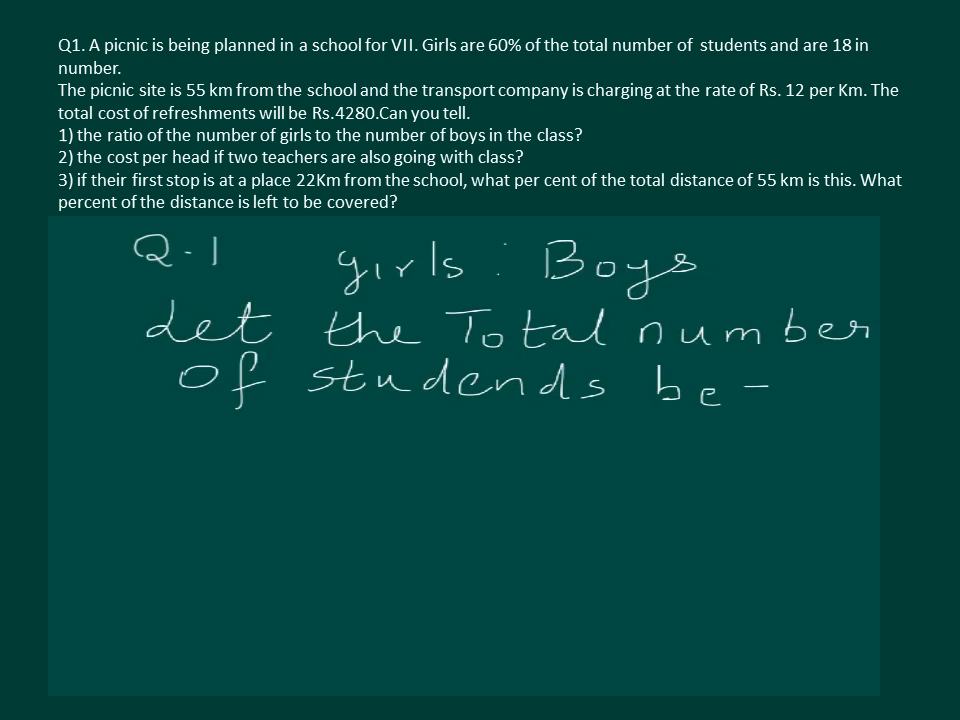 Q1. A picnic is being planned in a school for VII. Girls are 60% of the total number of students and are 18 in
number.
The picnic site is 55 km from the school and the transport company is charging at the rate of Rs. 12 per Km. The
total cost of refreshments will be Rs.4280.Can you tell.
1) the ratio of the number of girls to the number of boys in the class?
2) the cost per head if two teachers are also going with class?
3) if their first stop is at a place 22Km from the school, what per cent of the total distance of 55 km is this. What
percent of the distance is left to be covered?
Q-1 girls : Boys
Let the Total number
of studends be -